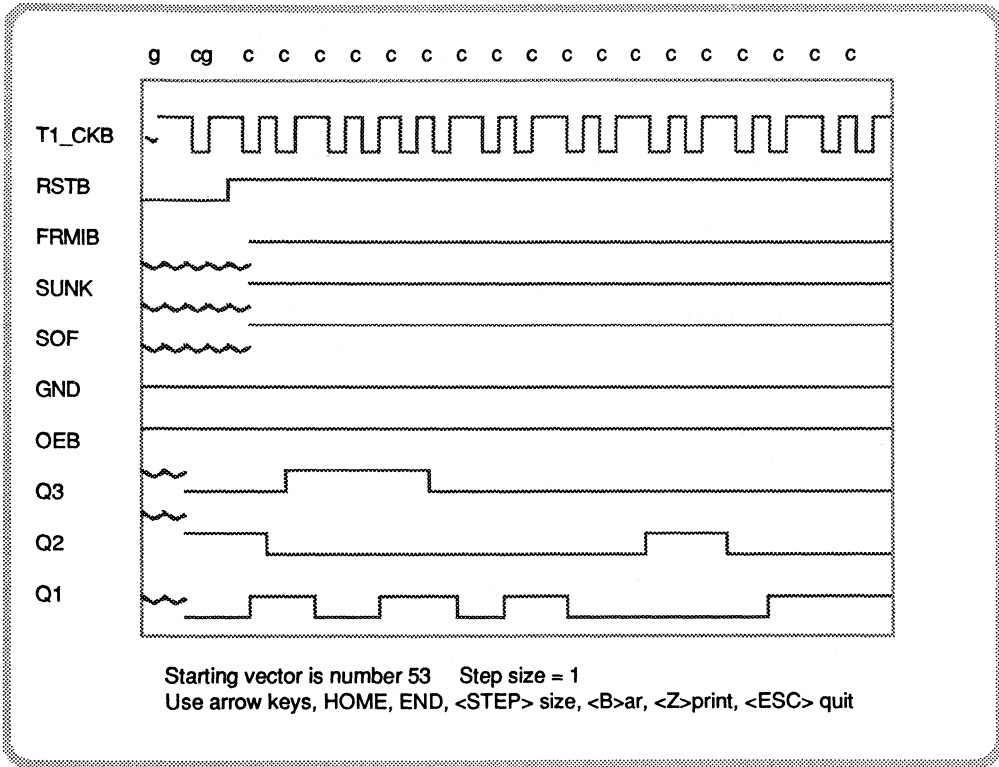 g cg c c c c c c c c c c c c c c c c c
T1_CKB
RSTB
FRMIB
SUNK
SOF
GND
OEB
Q3
Q2
Q1
Starting vector is number 53 Step size = 1
Use arrow keys, HOME, END, <STEP> size, <B>ar, <Z>print, <ESC> quit